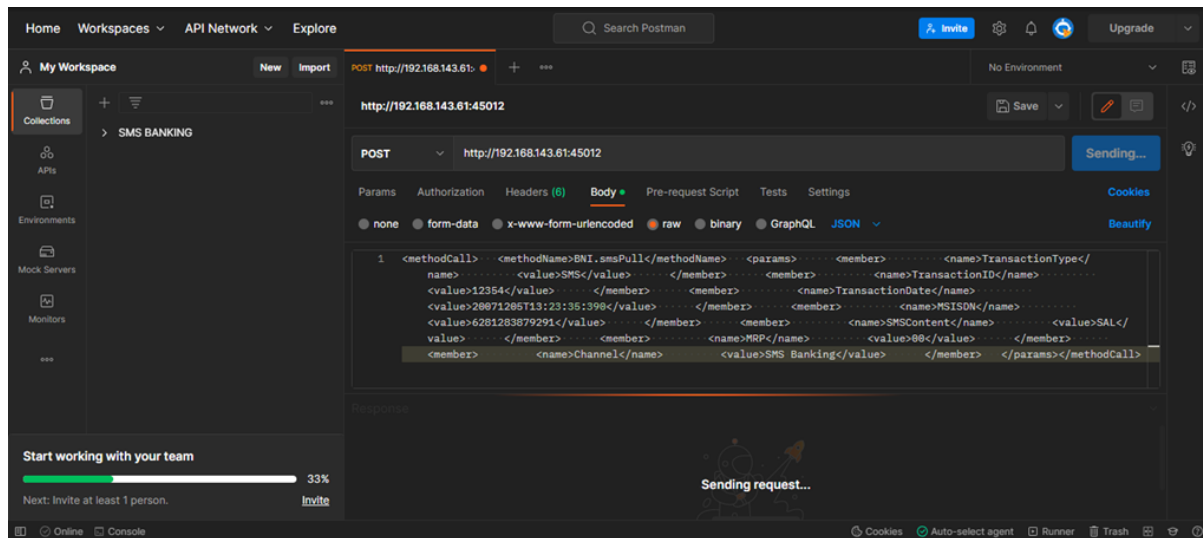 Home Workspaces API Network Explore Search Postman Invite Upgrade
My Workspace New Import POST http://192.168.143.61: No Environment
Collections
APIs
Environments
Mock Servers
Monitors
SMS BANKING
http://192.168.143.61:45012 Save
POST http://192.168.143.61:45012 Sending...
Params Authorization Headers (6) Body Pre-request Script Tests Settings Cookies
none form-data x-www-form-urlencoded raw binary GraphQL JSON Beautify
1 <methodCall> <methodName>BNI.smsPull</methodName> <params> <member> <name>TransactionType</
name> <value>SMS</value> </member> <member> <name>TransactionID</name>
<value>12354</value> </member> <member> <name>TransactionDate</name>
<value>20071205T13:23:35:390</value> </member> <member> <name>MSISDN</name>
<value>6281283879291</value> </member> <member> <name>SMSContent</name> <value>SAL</
value> </member> <member> <name>MRP</name> <value>00</value> </member>
<member> <name>Channel</name> <value>SMS Banking</value> </member> </params></methodCall>
Response
Sending request...
Start working with your team
33%
Next: Invite at least 1 person. Invite
Online Console Cookies Auto-select agent Runner Trash